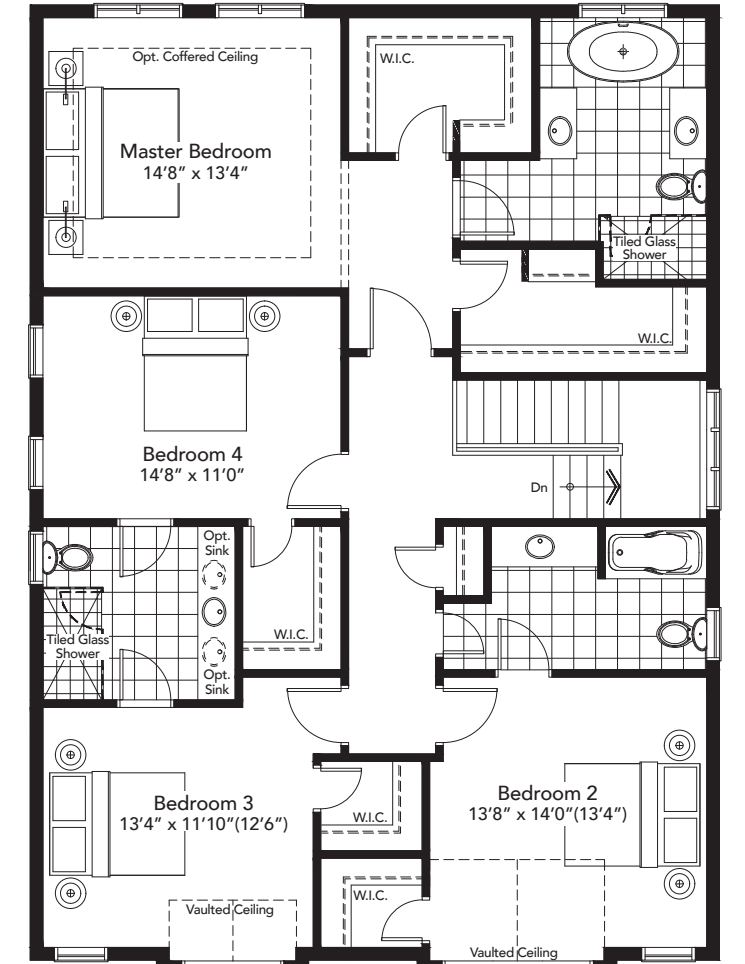 Opt. Coffered Ceiling
W.I.C.
Master Bedroom
14'8" x 13'4"
Tiled Glass
Shower
W.I.C.
Bedroom 4
14'8" x 11'0"
Dn
Opt.
Sink
W.I.C.
Tiled Glass
Shower
Opt.
Sink
Bedroom 3
13'4" x 11'10"(12'6")
W.I.C.
Bedroom 2
13'8" x 14'0"(13'4")
W.I.C.
Vaulted Ceiling
Vaulted Ceiling